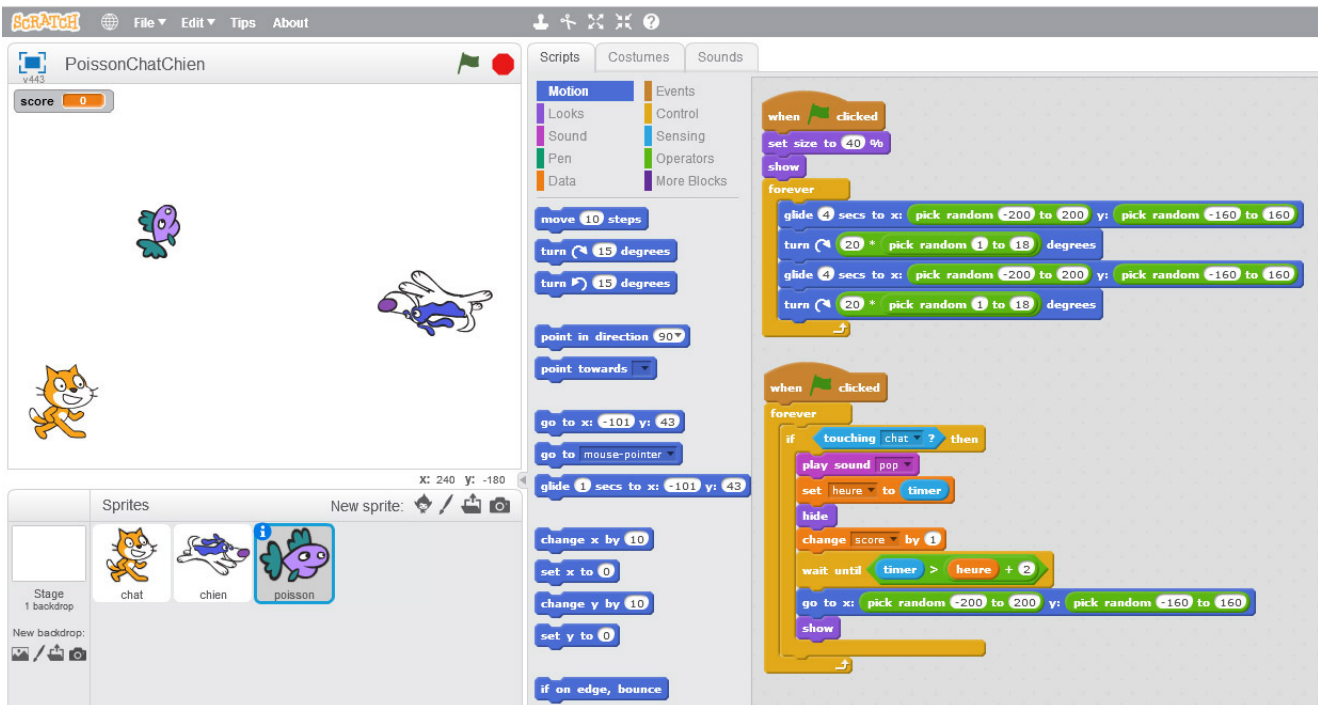 SCRATCH File Edit Tips About
PoissonChatChien
v443
score 0
x: 240 y: -180
Sprites New sprite:
Stage
1 backdrop
New backdrop:
chat chien poisson
i
Scripts Costumes Sounds
Motion Events
Looks Control
Sound Sensing
Pen Operators
Data More Blocks
move 10 steps
turn 15 degrees
turn 15 degrees
point in direction 90
point towards
go to x: -101 y: 43
go to mouse-pointer
glide 1 secs to x: -101 y: 43
change x by 10
set x to 0
change y by 10
set y to 0
if on edge, bounce
when clicked
set size to 40 %
show
forever
glide 4 secs to x: pick random -200 to 200 y: pick random -160 to 160
turn 20 * pick random 1 to 18 degrees
glide 4 secs to x: pick random -200 to 200 y: pick random -160 to 160
turn 20 * pick random 1 to 18 degrees
when clicked
forever
if touching chat ? then
play sound pop
set heure to timer
hide
change score by 1
wait until timer > heure + 2
go to x: pick random -200 to 200 y: pick random -160 to 160
show